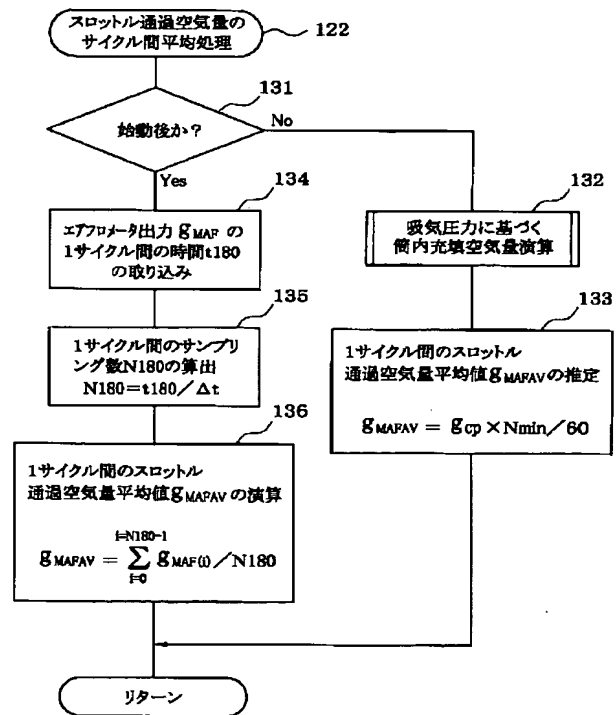 スロットル通過空気量の
サイクル間平均処理
122
131
始動後か？
No
Yes
134
エアフロメータ出力 gMAF の
1サイクル間の時間t180
の取り込み
132
吸気圧力に基づく
筒内充填空気量演算
135
1サイクル間のサンプリ
ング数N180の算出
N180＝t180／Δt
133
1サイクル間のスロットル
通過空気量平均値gMAFAVの推定
gMAFAV ＝ gcp × Nmin／60
136
1サイクル間のスロットル
通過空気量平均値gMAFAVの演算
i=N180-1
gMAFAV ＝ Σ gMAF(i)／N180
i=0
リターン